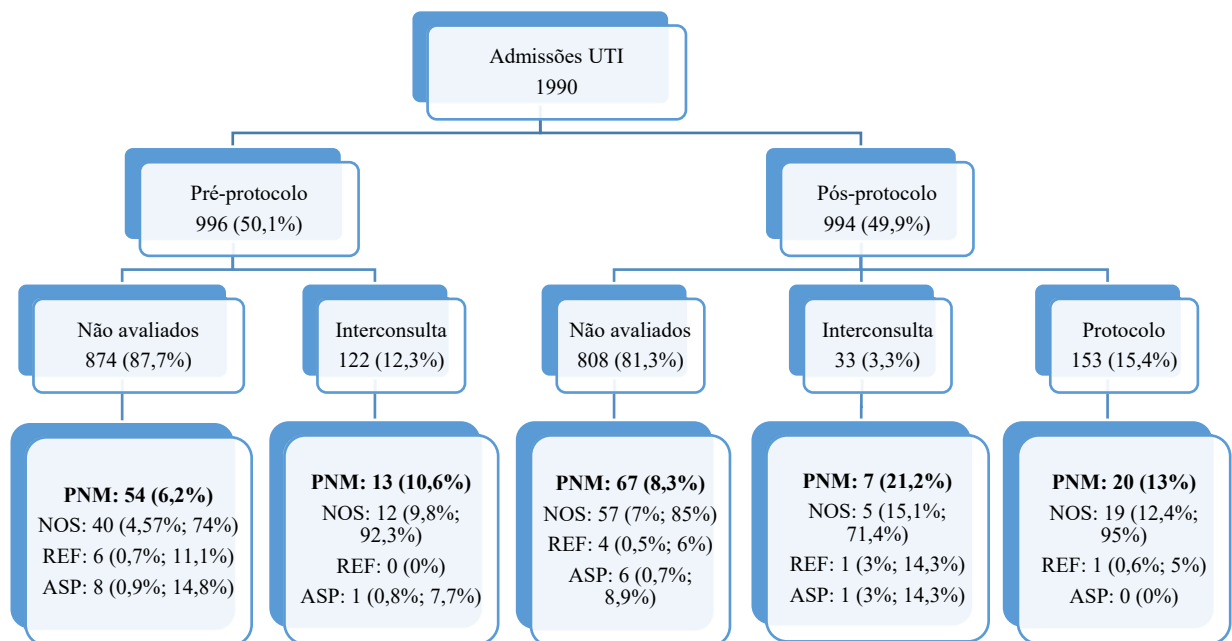 Admissões UTI
1990
Pré-protocolo
996 (50,1%)
Pós-protocolo
994 (49,9%)
Não avaliados
874 (87,7%)
Interconsulta
122 (12,3%)
Não avaliados
808 (81,3%)
Interconsulta
33 (3,3%)
Protocolo
153 (15,4%)
PNM: 54 (6,2%)
NOS: 40 (4,57%; 74%)
REF: 6 (0,7%; 11,1%)
ASP: 8 (0,9%; 14,8%)
PNM: 13 (10,6%)
NOS: 12 (9,8%;
92,3%)
REF: 0 (0%)
ASP: 1 (0,8%; 7,7%)
PNM: 67 (8,3%)
NOS: 57 (7%; 85%)
REF: 4 (0,5%; 6%)
ASP: 6 (0,7%;
8,9%)
PNM: 7 (21,2%)
NOS: 5 (15,1%;
71,4%)
REF: 1 (3%; 14,3%)
ASP: 1 (3%; 14,3%)
PNM: 20 (13%)
NOS: 19 (12,4%;
95%)
REF: 1 (0,6%; 5%)
ASP: 0 (0%)